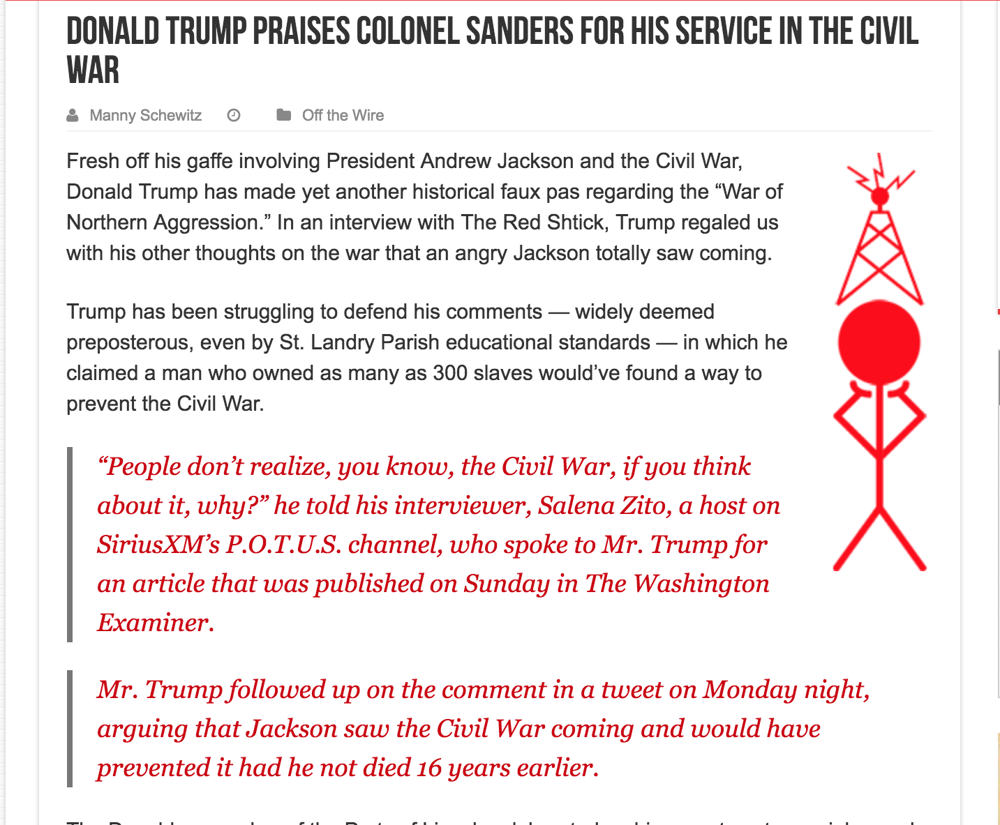 DONALD TRUMP PRAISES COLONEL SANDERS FOR HIS SERVICE IN THE CIVIL
WAR
Manny Schewitz Off the Wire
Fresh off his gaffe involving President Andrew Jackson and the Civil War,
Donald Trump has made yet another historical faux pas regarding the “War of
Northern Aggression.” In an interview with The Red Shtick, Trump regaled us
with his other thoughts on the war that an angry Jackson totally saw coming.
Trump has been struggling to defend his comments — widely deemed
preposterous, even by St. Landry Parish educational standards — in which he
claimed a man who owned as many as 300 slaves would’ve found a way to
prevent the Civil War.
“People don’t realize, you know, the Civil War, if you think
about it, why?” he told his interviewer, Salena Zito, a host on
SiriusXM’s P.O.T.U.S. channel, who spoke to Mr. Trump for
an article that was published on Sunday in The Washington
Examiner.
Mr. Trump followed up on the comment in a tweet on Monday night,
arguing that Jackson saw the Civil War coming and would have
prevented it had he not died 16 years earlier.